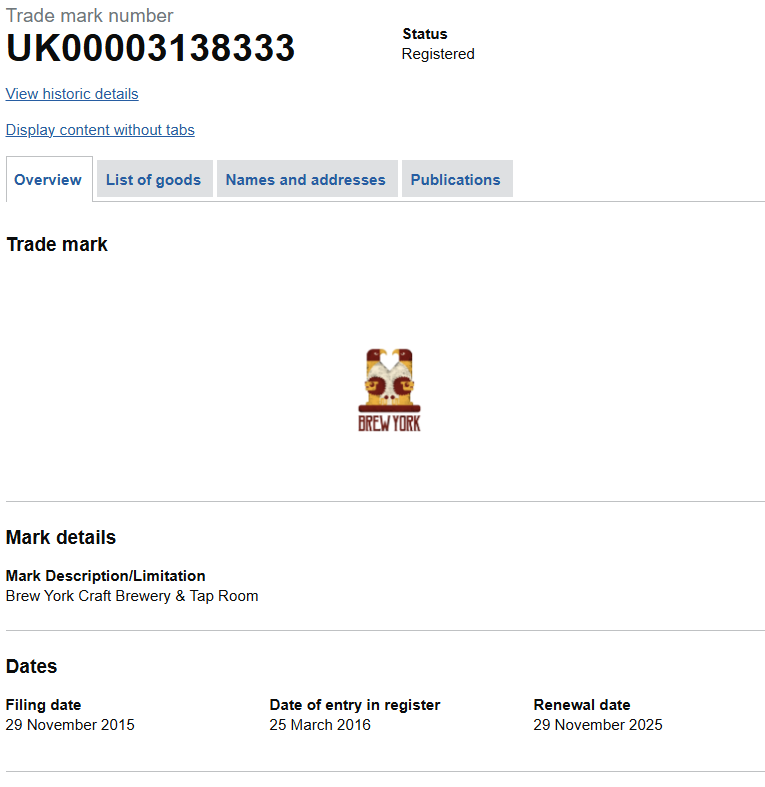 Trade mark number
UK00003138333
Status
Registered
View historic details
Display content without tabs
Overview
List of goods
Names and addresses
Publications
Trade mark
BREW YORK
Mark details
Mark Description/Limitation
Brew York Craft Brewery & Tap Room
Dates
Filing date
29 November 2015
Date of entry in register
25 March 2016
Renewal date
29 November 2025